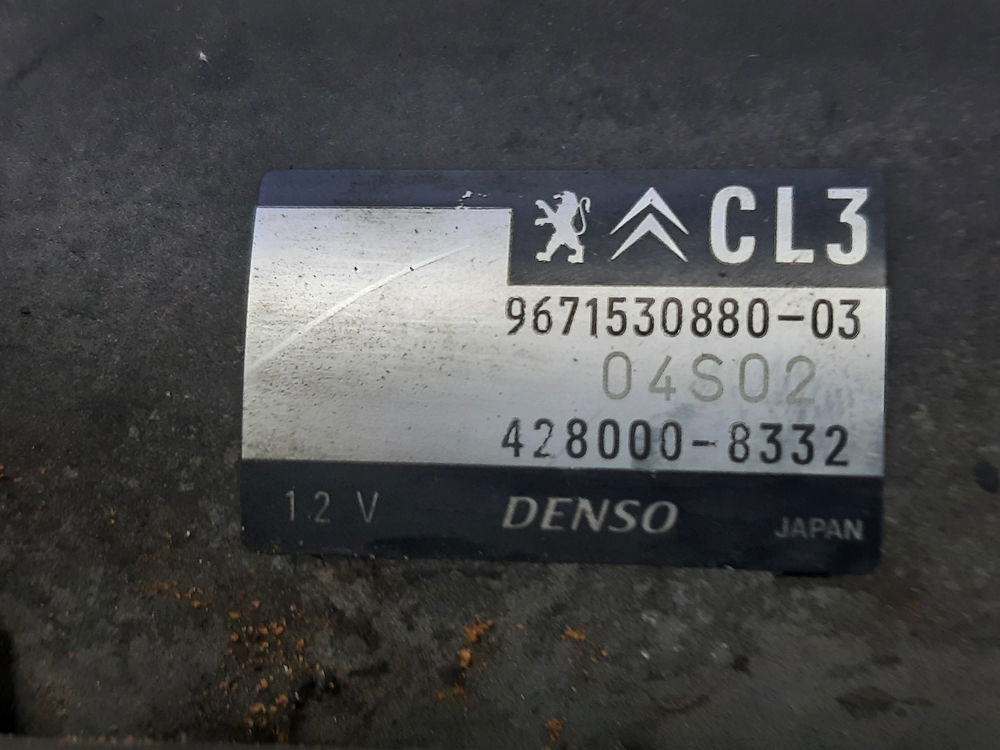 CL3
9671530880-03
04S02
428000-8332
12 V DENSO JAPAN